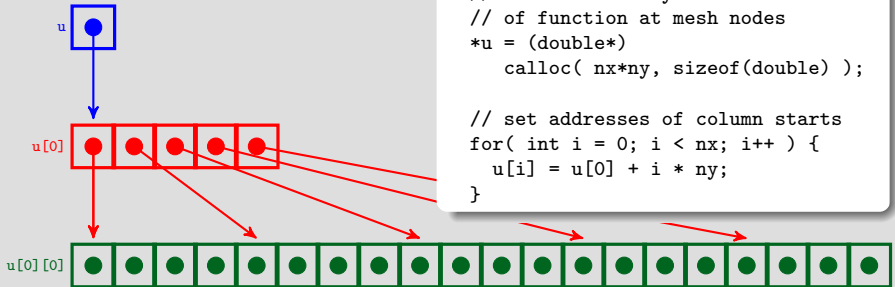 u
// of function at mesh nodes
*u = (double*)
calloc( nx*ny, sizeof(double) );
// set addresses of column starts
for( int i = 0; i < nx; i++ ) {
u[i] = u[0] + i * ny;
}
u[0]
u[0][0]